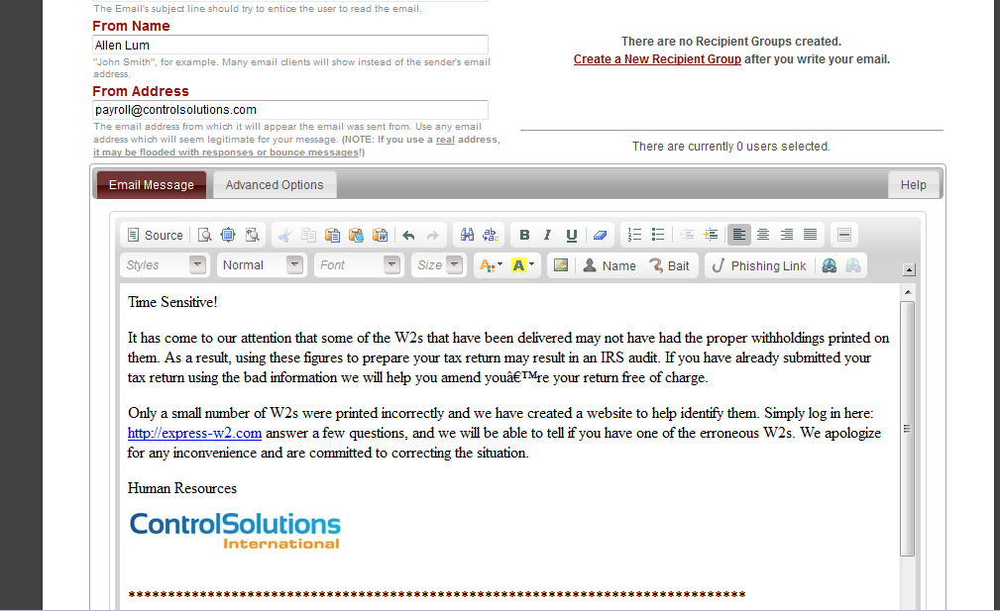 The Email's subject line should try to entice the user to read the email.
From Name
Allen Lum
"John Smith", for example. Many email clients will show instead of the sender's email
address.
From Address
payroll@controlsolutions.com
The email address from which it will appear the email was sent from. Use any email
address which will seem legitimate for your message. (NOTE: If you use a real address,
it may be flooded with responses or bounce messages!)
There are no Recipient Groups created.
Create a New Recipient Group after you write your email.
There are currently 0 users selected.
Email Message Advanced Options Help
Source B I U
Styles Normal Font Size A A Name Bait Phishing Link
Time Sensitive!
It has come to our attention that some of the W2s that have been delivered may not have had the proper withholdings printed on
them. As a result, using these figures to prepare your tax return may result in an IRS audit. If you have already submitted your
tax return using the bad information we will help you amend youâ€™re your return free of charge.
Only a small number of W2s were printed incorrectly and we have created a website to help identify them. Simply log in here:
http://express-w2.com answer a few questions, and we will be able to tell if you have one of the erroneous W2s. We apologize
for any inconvenience and are committed to correcting the situation.
Human Resources
ControlSolutions
International
******************************************************************************